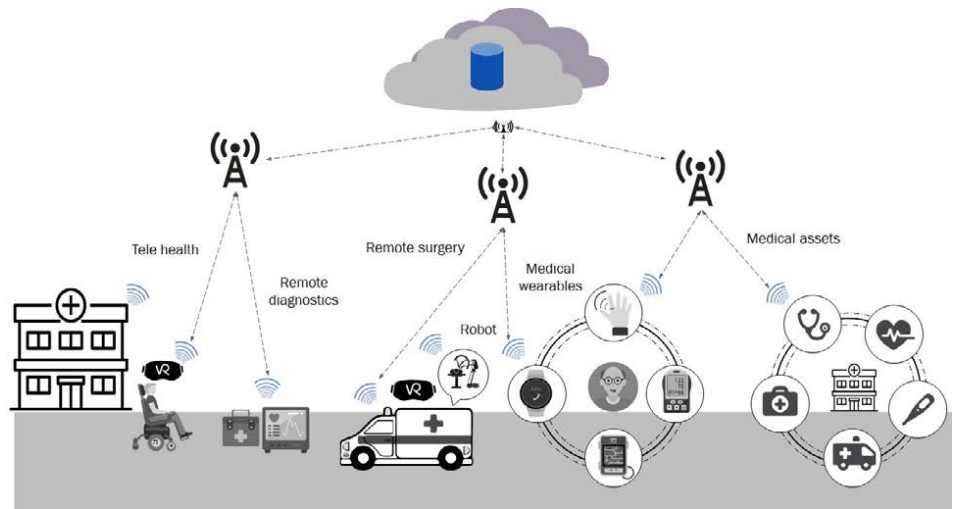 Tele health
Remote surgery
Medical assets
Remote
diagnostics
Medical
wearables
Robot
VR
VR